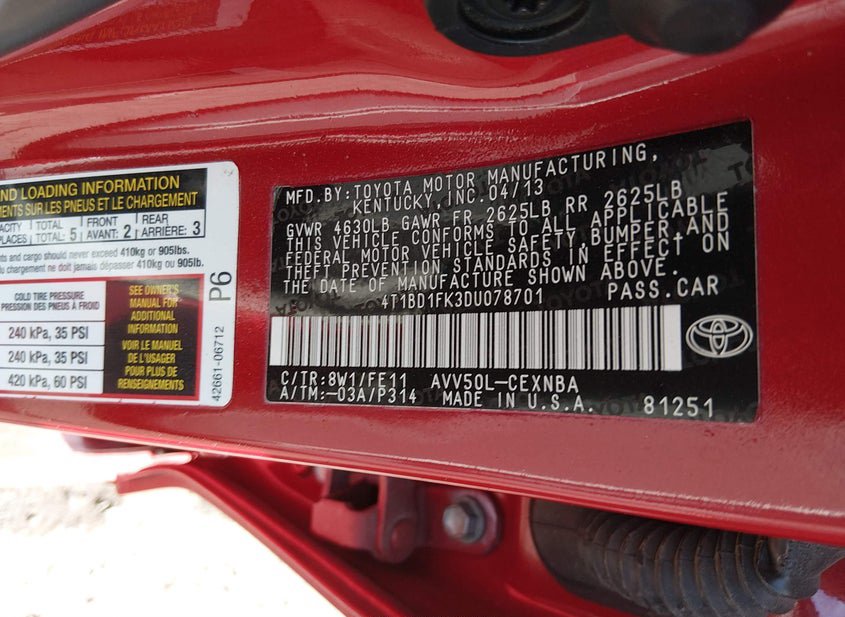 ND LOADING INFORMATION
MENTS SUR LES PNEUS ET LE CHARGEMENT
ACITY TOTAL: 5 FRONT AVANT: 2 REAR ARRIÈRE: 3
PLACES
nts and cargo should never exceed 410kg or 905lbs.
du chargement ne doit jamais dépasser 410kg ou 905lb.
COLD TIRE PRESSURE
PRESSION DES PNEUS À FROID
240 kPa, 35 PSI
240 kPa, 35 PSI
420 kPa, 60 PSI
SEE OWNER'S
MANUAL FOR
ADDITIONAL
INFORMATION
VOIR LE MANUEL
DE L'USAGER
POUR PLUS DE
DÉTAILS
P6
42661-06712
MFD.BY:TOYOTA MOTOR MANUFACTURING,
KENTUCKY, INC.04/13
GVWR 4630LB GAWR FR 2625LB RR 2625LB
THIS VEHICLE CONFORMS TO ALL APPLICABLE
FEDERAL MOTOR VEHICLE SAFETY,BUMPER AND
THEFT PREVENTION STANDARDS IN EFFECT ON
THE DATE OF MANUFACTURE SHOWN ABOVE.
4T1BD1FK3DU078701 PASS.CAR
C/TR:8W1/FE11 AVV50L-CEXNBA
A/TM:-03A/P314 MADE IN U.S.A. 81251